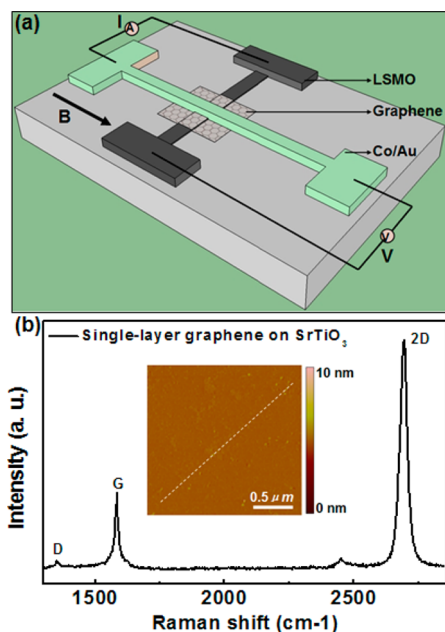 (a)
I A
LSMO
Graphene
Co/Au
B
V
V
(b)
Single-layer graphene on SrTiO₃
2D
10 nm
G
0.5 μm
0 nm
D
Intensity (a. u.)
1500 2000 2500
Raman shift (cm-1)